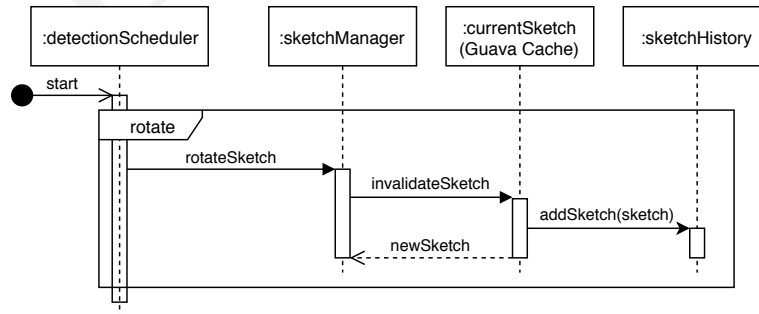 :detectionScheduler
:sketchManager
:currentSketch
(Guava Cache)
:sketchHistory
start
rotate
rotateSketch
invalidateSketch
addSketch(sketch)
newSketch